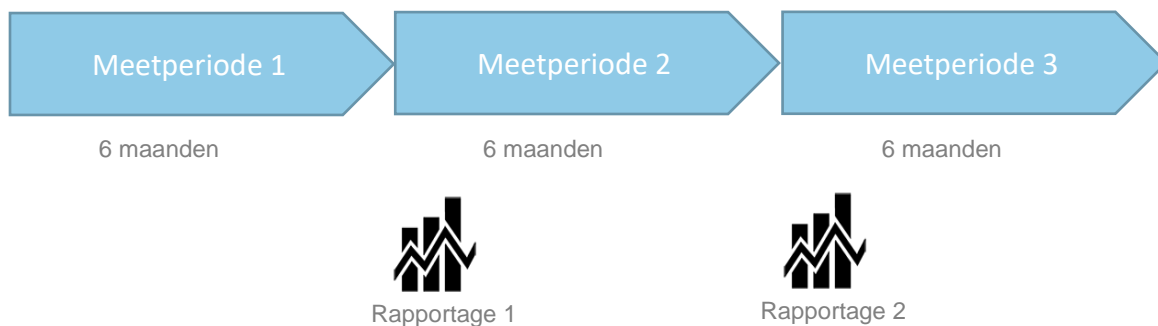 Meetperiode 1
Meetperiode 2
Meetperiode 3
6 maanden
6 maanden
6 maanden
Rapportage 1
Rapportage 2